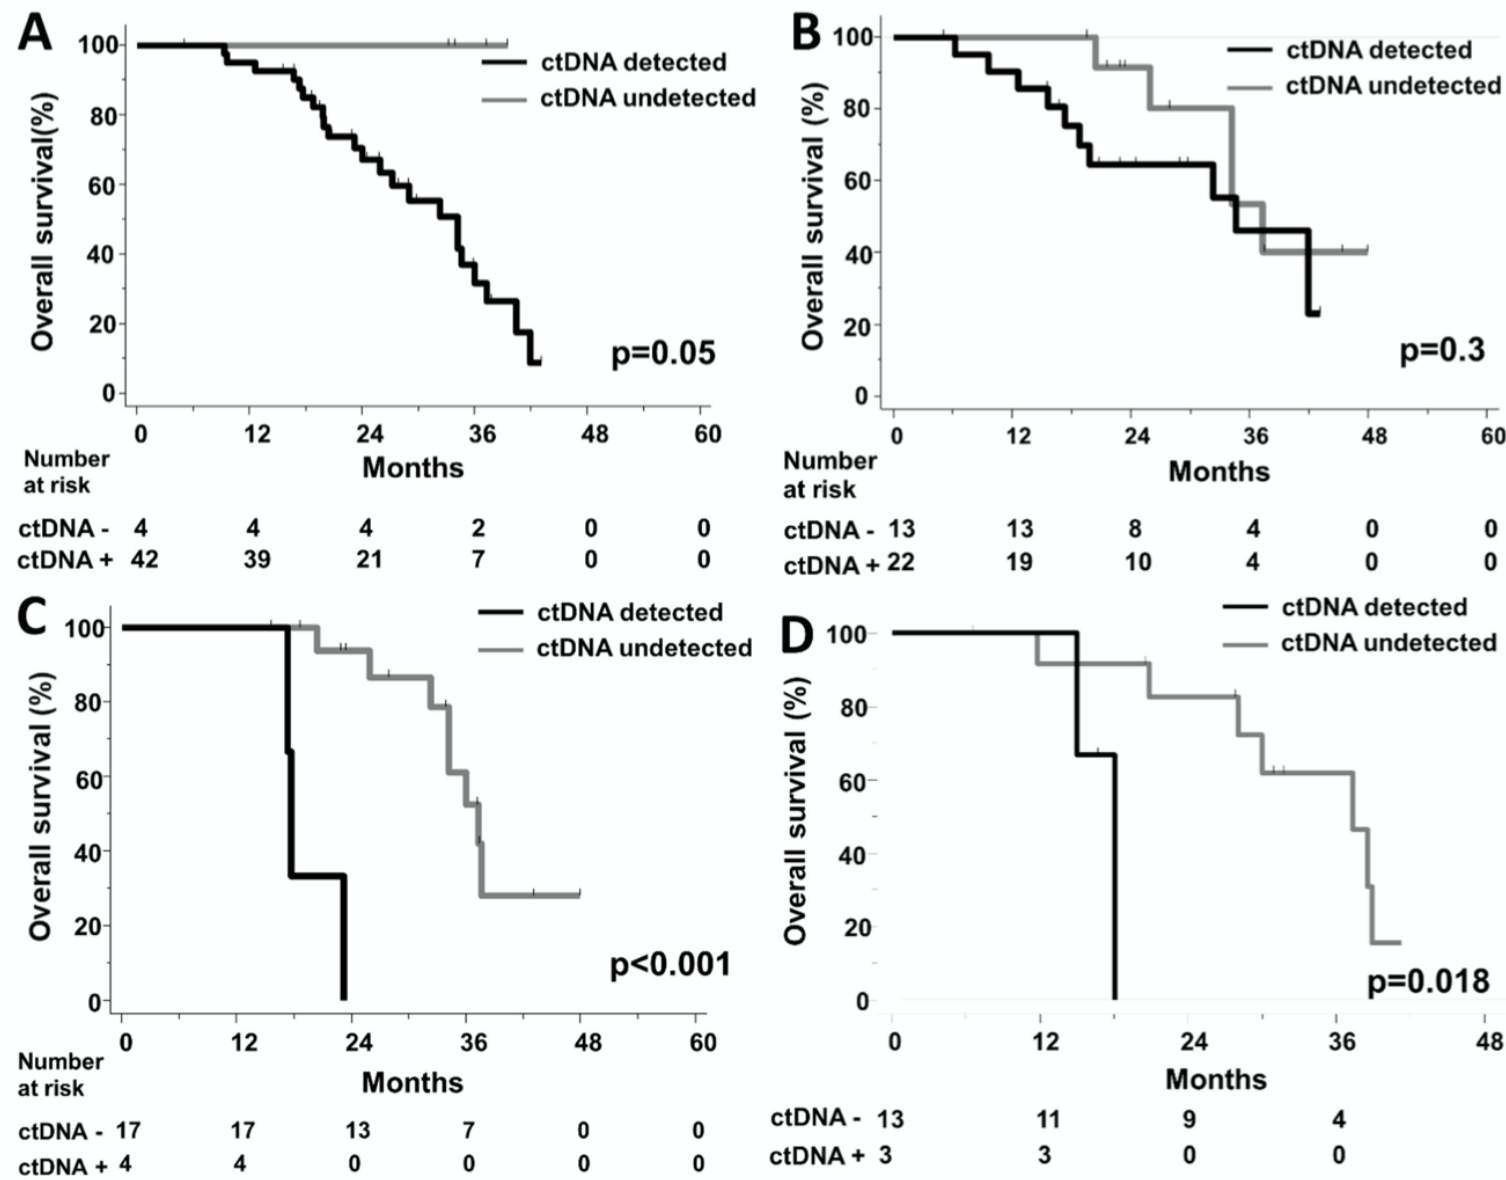 A
100
80
60
40
20
0
Overall survival(%)
ctDNA detected
ctDNA undetected
p=0.05
0 12 24 36 48 60
Months
Number
at risk
ctDNA - 4 4 4 2 0 0
ctDNA + 42 39 21 7 0 0
B
100
80
60
40
20
0
Overall survival (%)
ctDNA detected
ctDNA undetected
p=0.3
0 12 24 36 48 60
Months
Number
at risk
ctDNA - 13 13 8 4 0 0
ctDNA + 22 19 10 4 0 0
C
100
80
60
40
20
0
Overall survival (%)
ctDNA detected
ctDNA undetected
p<0.001
0 12 24 36 48 60
Months
Number
at risk
ctDNA - 17 17 13 7 0 0
ctDNA + 4 4 0 0 0 0
D
100
80
60
40
20
0
Overall survival (%)
ctDNA detected
ctDNA undetected
p=0.018
0 12 24 36 48
Months
ctDNA - 13 11 9 4
ctDNA + 3 3 0 0